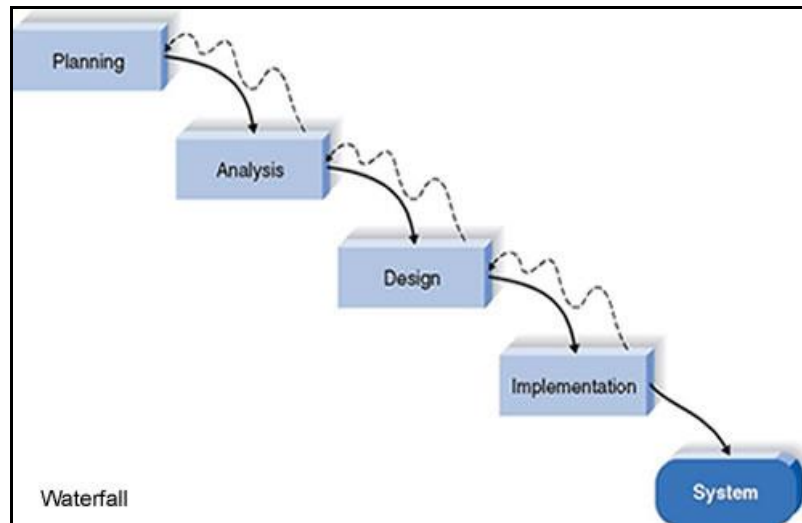 Planning
Analysis
Design
Implementation
System
Waterfall